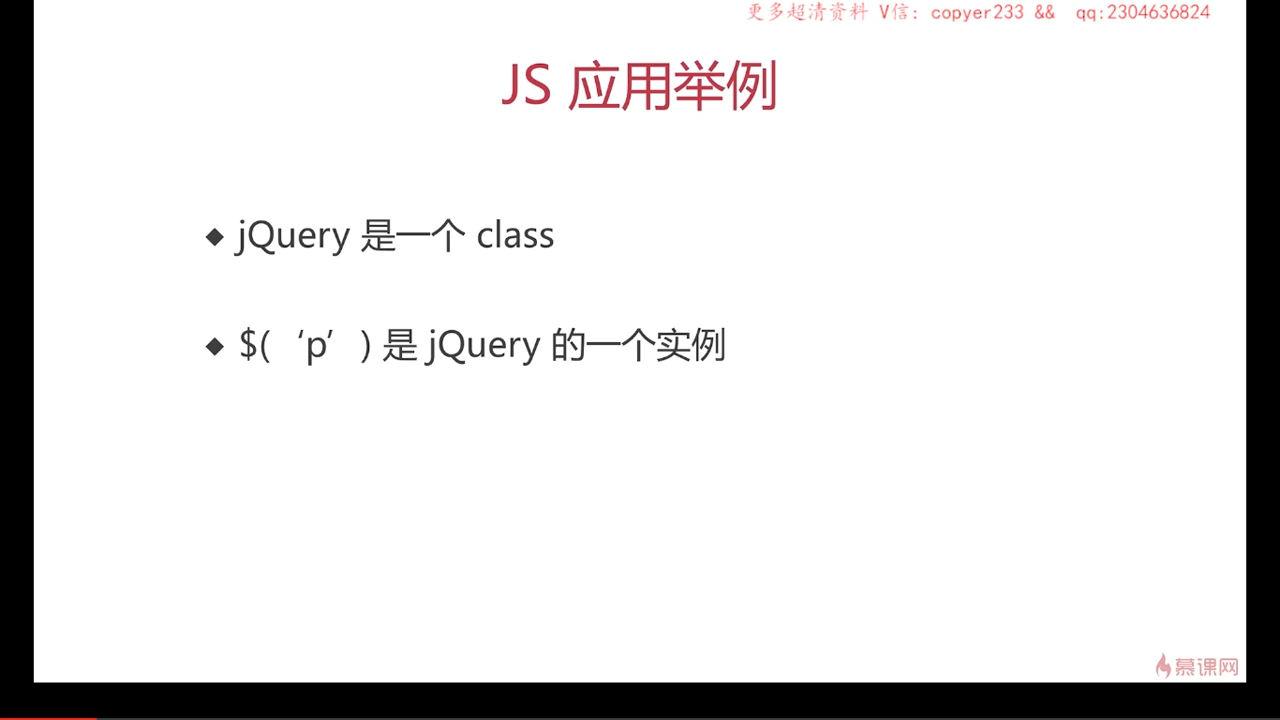 更多超清资料 V信: copyer233 && qq:2304636824
JS 应用举例
◆ jQuery 是一个 class
◆ $(‘p’) 是 jQuery 的一个实例
慕课网